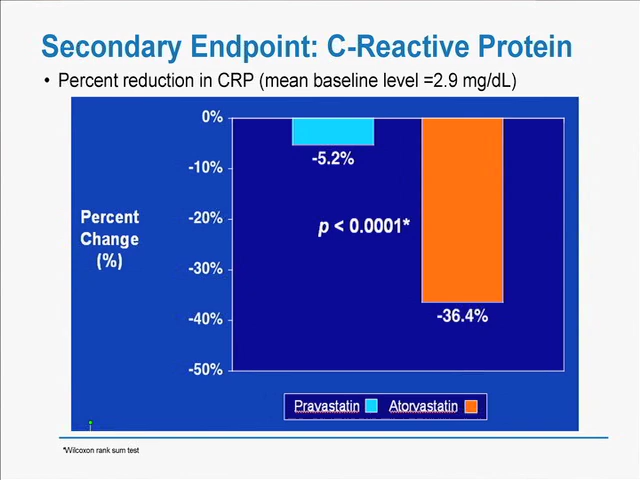 Secondary Endpoint: C-Reactive Protein
• Percent reduction in CRP (mean baseline level =2.9 mg/dL)
0%
-10%
-20%
-30%
-40%
-50%
Percent
Change
(%)
-5.2%
p < 0.0001*
-36.4%
Pravastatin Atorvastatin
*Wilcoxon rank sum test